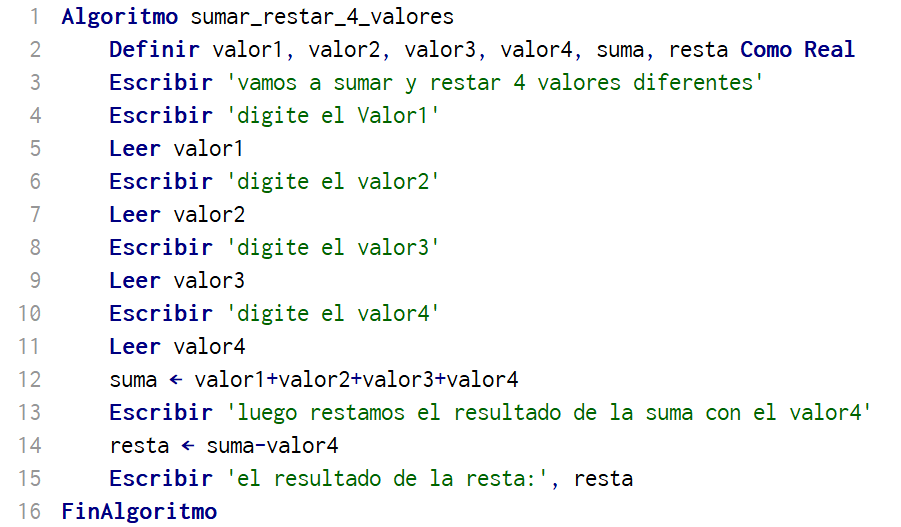 1 Algoritmo sumar_restar_4_valores
2 Definir valor1, valor2, valor3, valor4, suma, resta Como Real
3 Escribir 'vamos a sumar y restar 4 valores diferentes'
4 Escribir 'digite el Valor1'
5 Leer valor1
6 Escribir 'digite el valor2'
7 Leer valor2
8 Escribir 'digite el valor3'
9 Leer valor3
10 Escribir 'digite el valor4'
11 Leer valor4
12 suma ← valor1+valor2+valor3+valor4
13 Escribir 'luego restamos el resultado de la suma con el valor4'
14 resta ← suma-valor4
15 Escribir 'el resultado de la resta:', resta
16 FinAlgoritmo